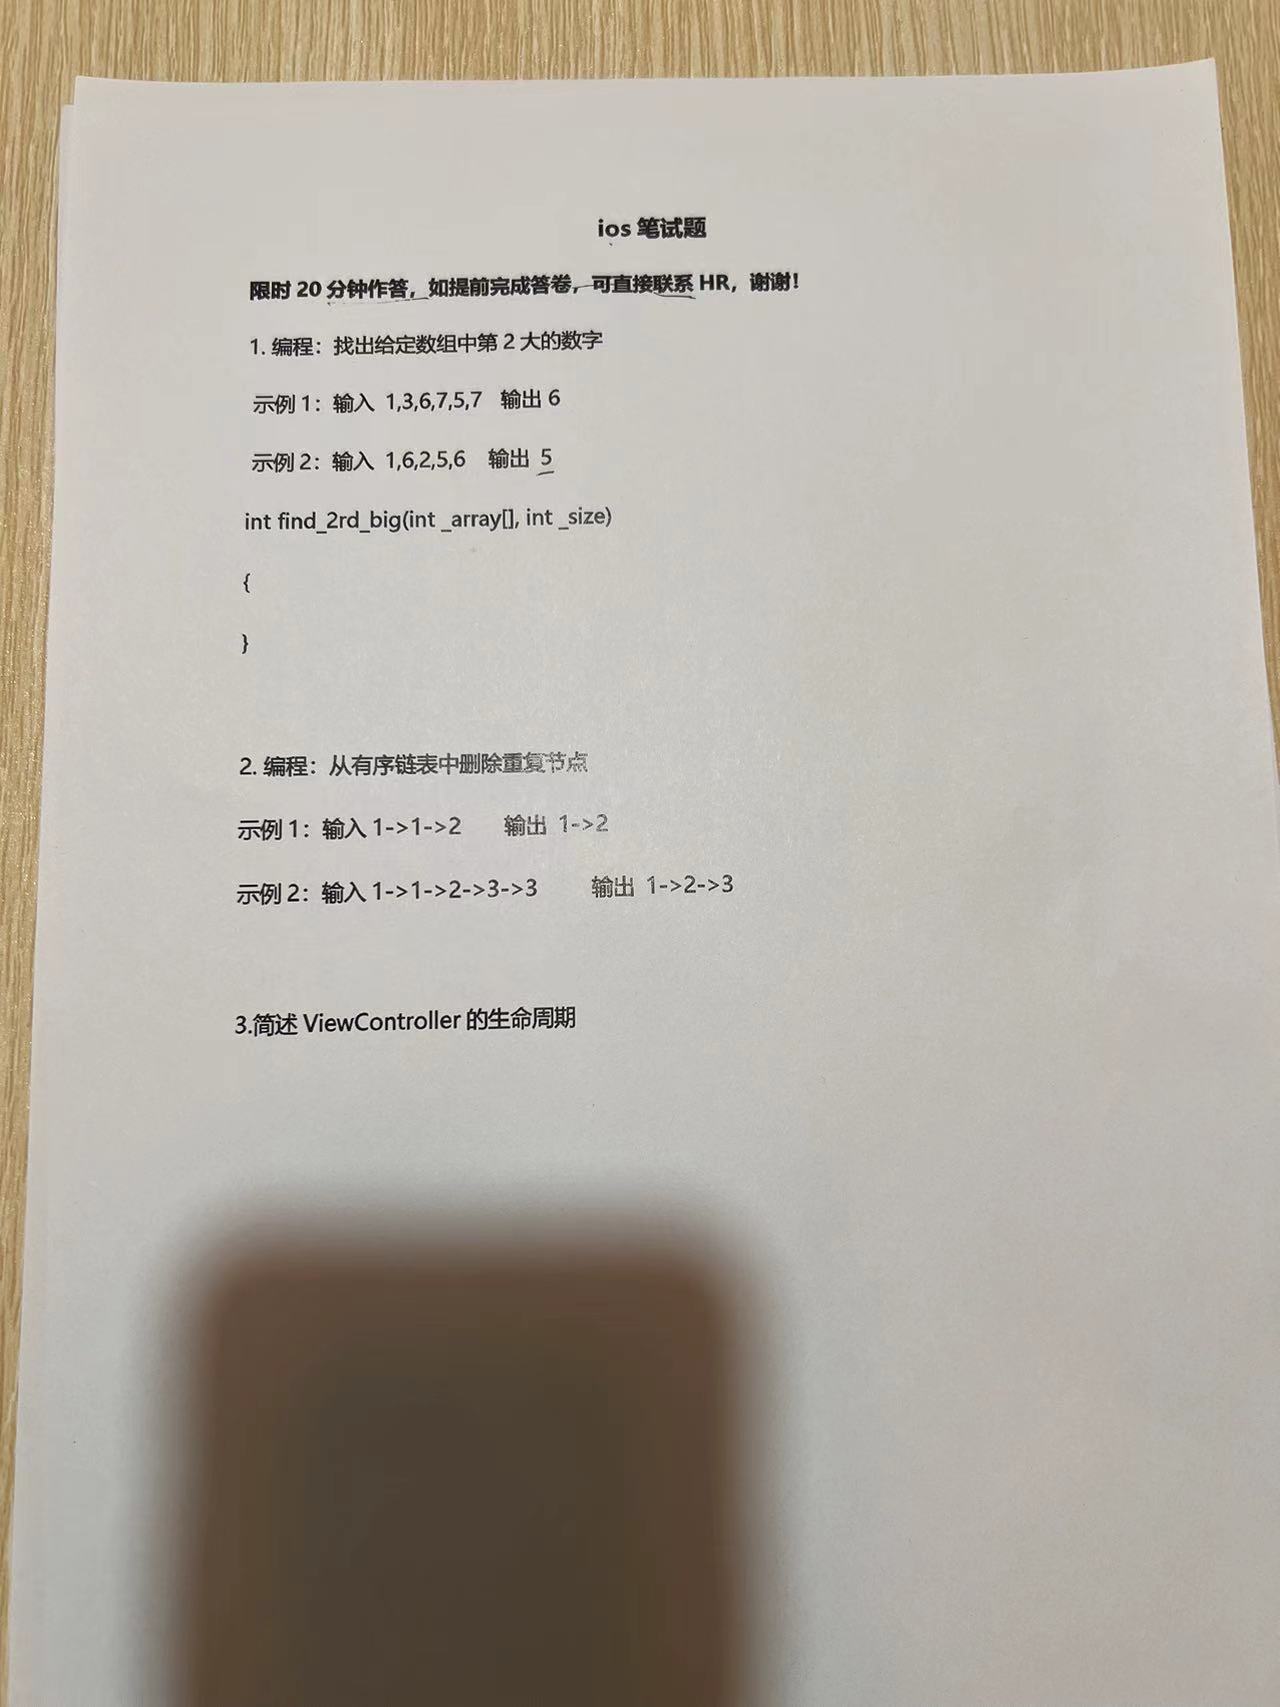 ios 笔试题
限时 20 分钟作答，如提前完成答卷，可直接联系 HR，谢谢！
1. 编程：找出给定数组中第 2 大的数字
示例 1：输入 1,3,6,7,5,7 输出 6
示例 2：输入 1,6,2,5,6 输出 5
int find_2rd_big(int _array[], int _size)
{
}
2. 编程：从有序链表中删除重复节点
示例 1：输入 1->1->2 输出 1->2
示例 2：输入 1->1->2->3->3 输出 1->2->3
3.简述 ViewController 的生命周期